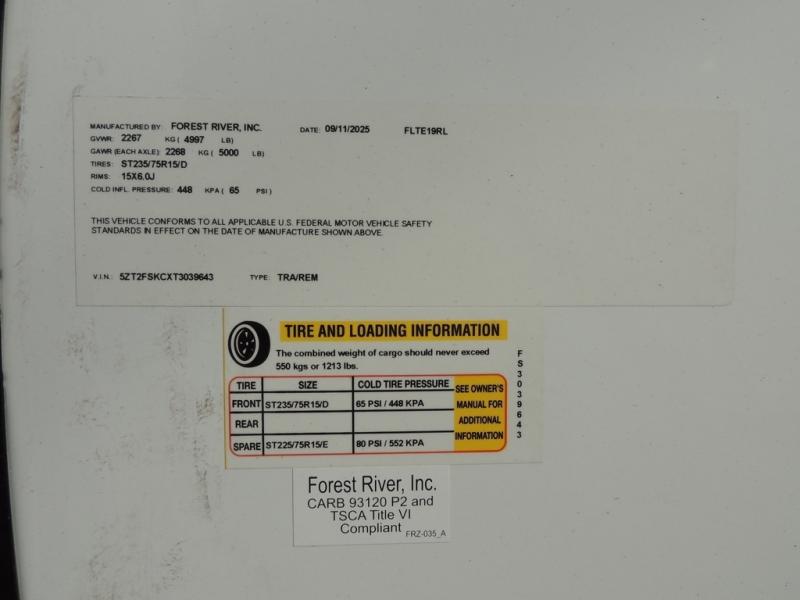 MANUFACTURED BY: FOREST RIVER, INC. DATE: 09/11/2025 FLTE19RL
GVWR: 2267 KG ( 4997 LB)
GAWR (EACH AXLE): 2268 KG ( 5000 LB)
TIRES: ST235/75R15/D
RIMS: 15X6.0J
COLD INFL. PRESSURE: 448 KPA ( 65 PSI )
THIS VEHICLE CONFORMS TO ALL APPLICABLE U.S. FEDERAL MOTOR VEHICLE SAFETY
STANDARDS IN EFFECT ON THE DATE OF MANUFACTURE SHOWN ABOVE.
V.I.N.: 5ZT2FSKCXT3039643 TYPE: TRA/REM
TIRE AND LOADING INFORMATION
The combined weight of cargo should never exceed
550 kgs or 1213 lbs.
TIRE SIZE COLD TIRE PRESSURE
FRONT ST235/75R15/D 65 PSI / 448 KPA
REAR
SPARE ST225/75R15/E 80 PSI / 552 KPA
SEE OWNER'S
MANUAL FOR
ADDITIONAL
INFORMATION
FS3039643
Forest River, Inc.
CARB 93120 P2 and
TSCA Title VI
Compliant
FRZ-035_A